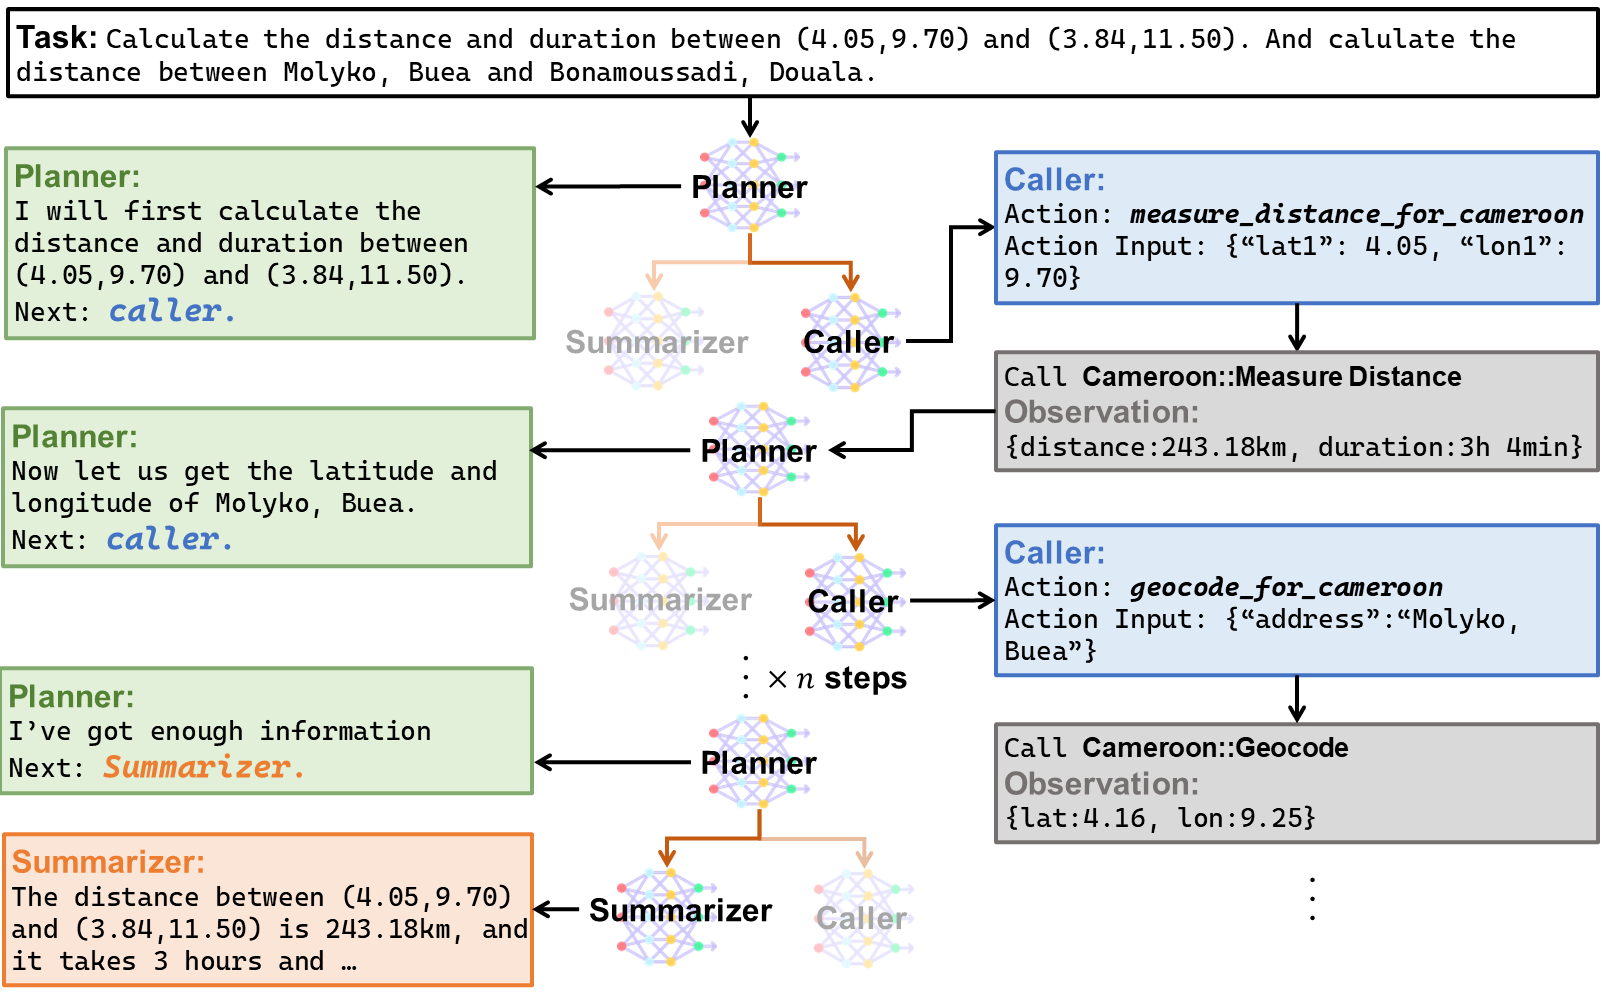 Task: Calculate the distance and duration between (4.05,9.70) and (3.84,11.50). And calulate the
distance between Molyko, Buea and Bonamoussadi, Douala.
Planner
Planner:
I will first calculate the
distance and duration between
(4.05,9.70) and (3.84,11.50).
Next: caller.
Summarizer
Caller
Caller:
Action: measure_distance_for_cameroon
Action Input: {“lat1”: 4.05, “lon1”:
9.70}
Call Cameroon::Measure Distance
Observation:
{distance:243.18km, duration:3h 4min}
Planner
Planner:
Now let us get the latitude and
longitude of Molyko, Buea.
Next: caller.
Summarizer
Caller
Caller:
Action: geocode_for_cameroon
Action Input: {“address”:“Molyko,
Buea”}
Call Cameroon::Geocode
Observation:
{lat:4.16, lon:9.25}
⋮
⋮ × n steps
Planner
Planner:
I’ve got enough information
Next: Summarizer.
Summarizer
Caller
Summarizer:
The distance between (4.05,9.70)
and (3.84,11.50) is 243.18km, and
it takes 3 hours and …